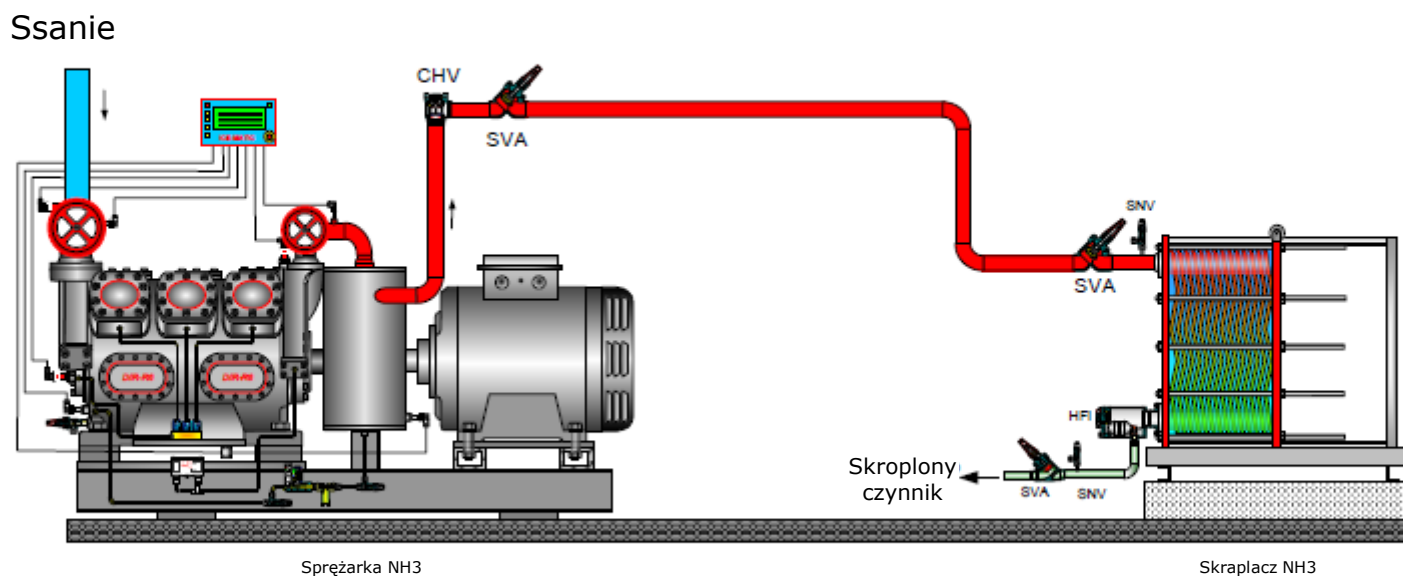 Ssanie
CHV
SVA
SNV
SVA
HFI
Skroplony
czynnik
SVA
SNV
Sprężarka NH3
Skraplacz NH3